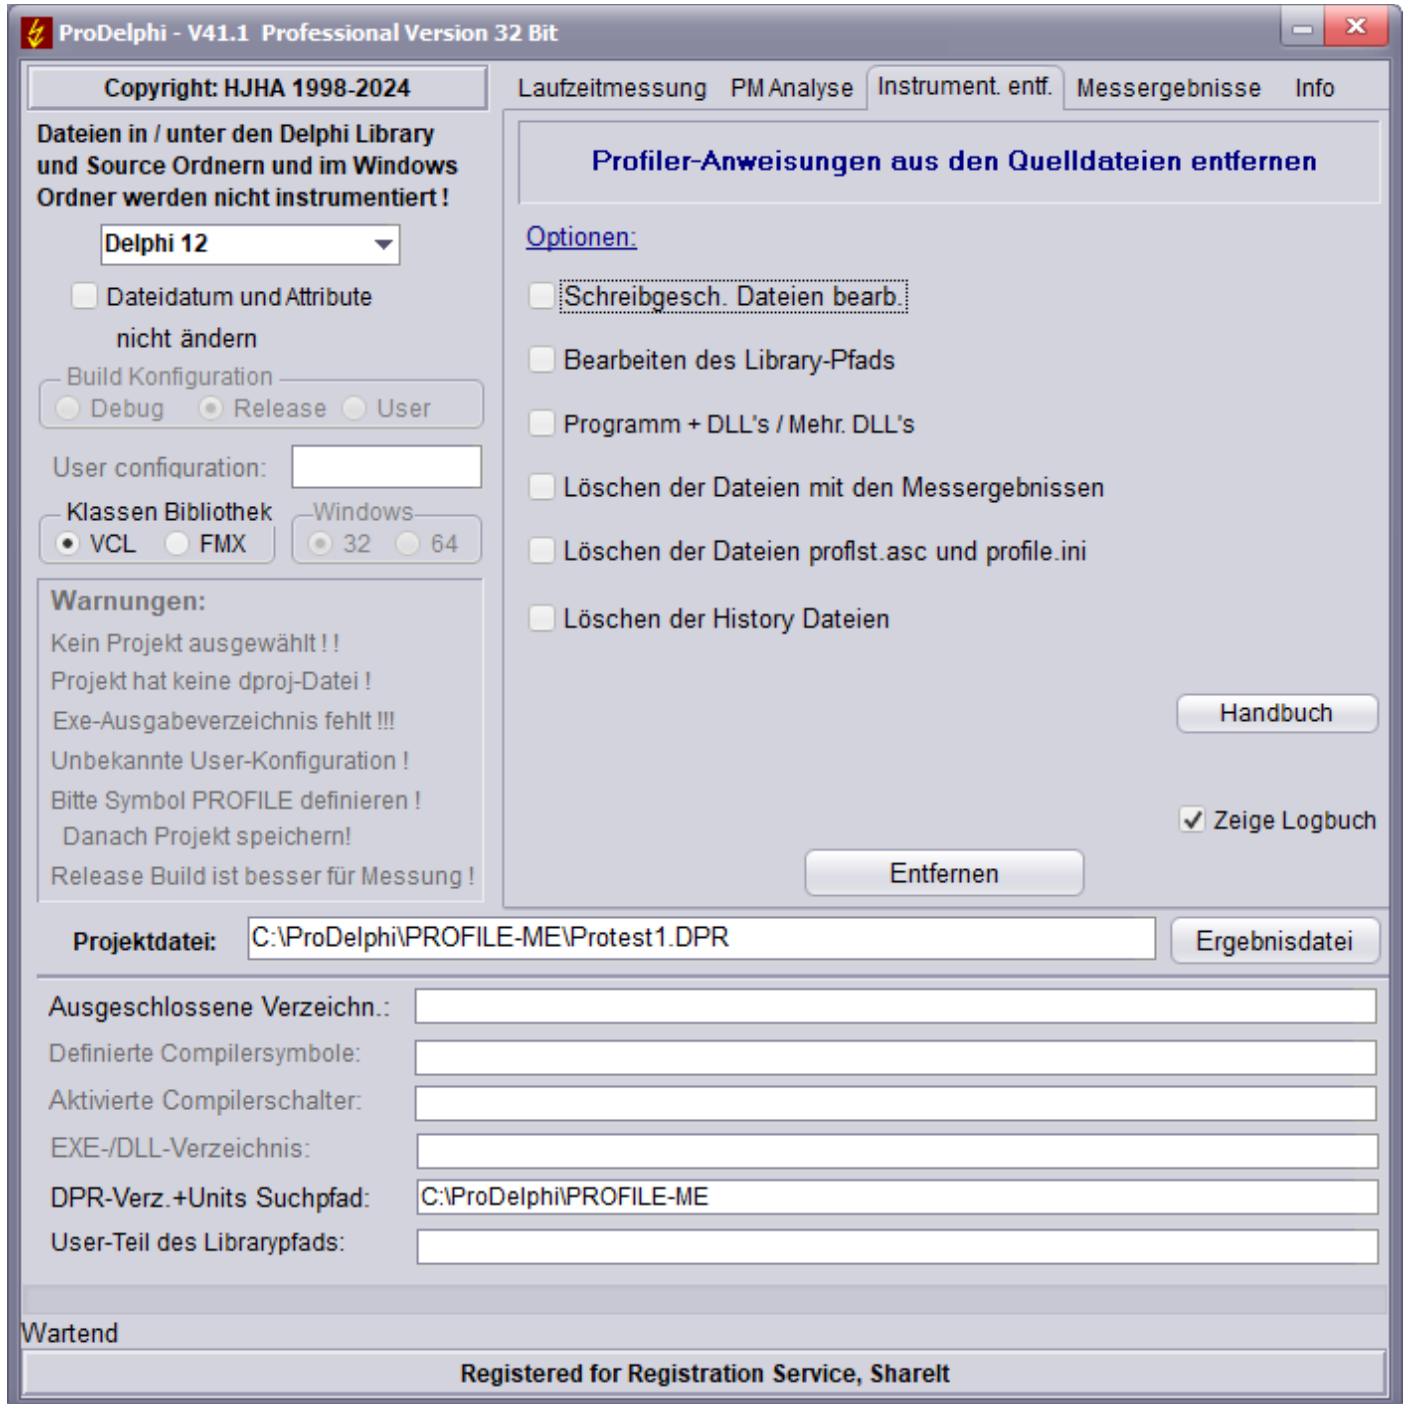 ProDelphi - V41.1 Professional Version 32 Bit
Copyright: HJHA 1998-2024
Dateien in / unter den Delphi Library
und Source Ordnern und im Windows
Ordner werden nicht instrumentiert !
Delphi 12
Dateidatum und Attribute
nicht ändern
Build Konfiguration
Debug Release User
User configuration:
Klassen Bibliothek
VCL FMX
Windows
32 64
Warnungen:
Kein Projekt ausgewählt ! !
Projekt hat keine dproj-Datei !
Exe-Ausgabeverzeichnis fehlt !!!
Unbekannte User-Konfiguration !
Bitte Symbol PROFILE definieren !
Danach Projekt speichern!
Release Build ist besser für Messung !
Laufzeitmessung PM Analyse Instrument. entf. Messergebnisse Info
Profiler-Anweisungen aus den Quelldateien entfernen
Optionen:
Schreibgesch. Dateien bearb.
Bearbeiten des Library-Pfads
Programm + DLL's / Mehr. DLL's
Löschen der Dateien mit den Messergebnissen
Löschen der Dateien proflst.asc und profile.ini
Löschen der History Dateien
Handbuch
Zeige Logbuch
Entfernen
Projektdatei: C:\ProDelphi\PROFILE-ME\Protest1.DPR Ergebnisdatei
Ausgeschlossene Verzeichn.:
Definierte Compilersymbole:
Aktivierte Compilerschalter:
EXE-/DLL-Verzeichnis:
DPR-Verz.+Units Suchpfad: C:\ProDelphi\PROFILE-ME
User-Teil des Librarypfads:
Wartend
Registered for Registration Service, ShareIt